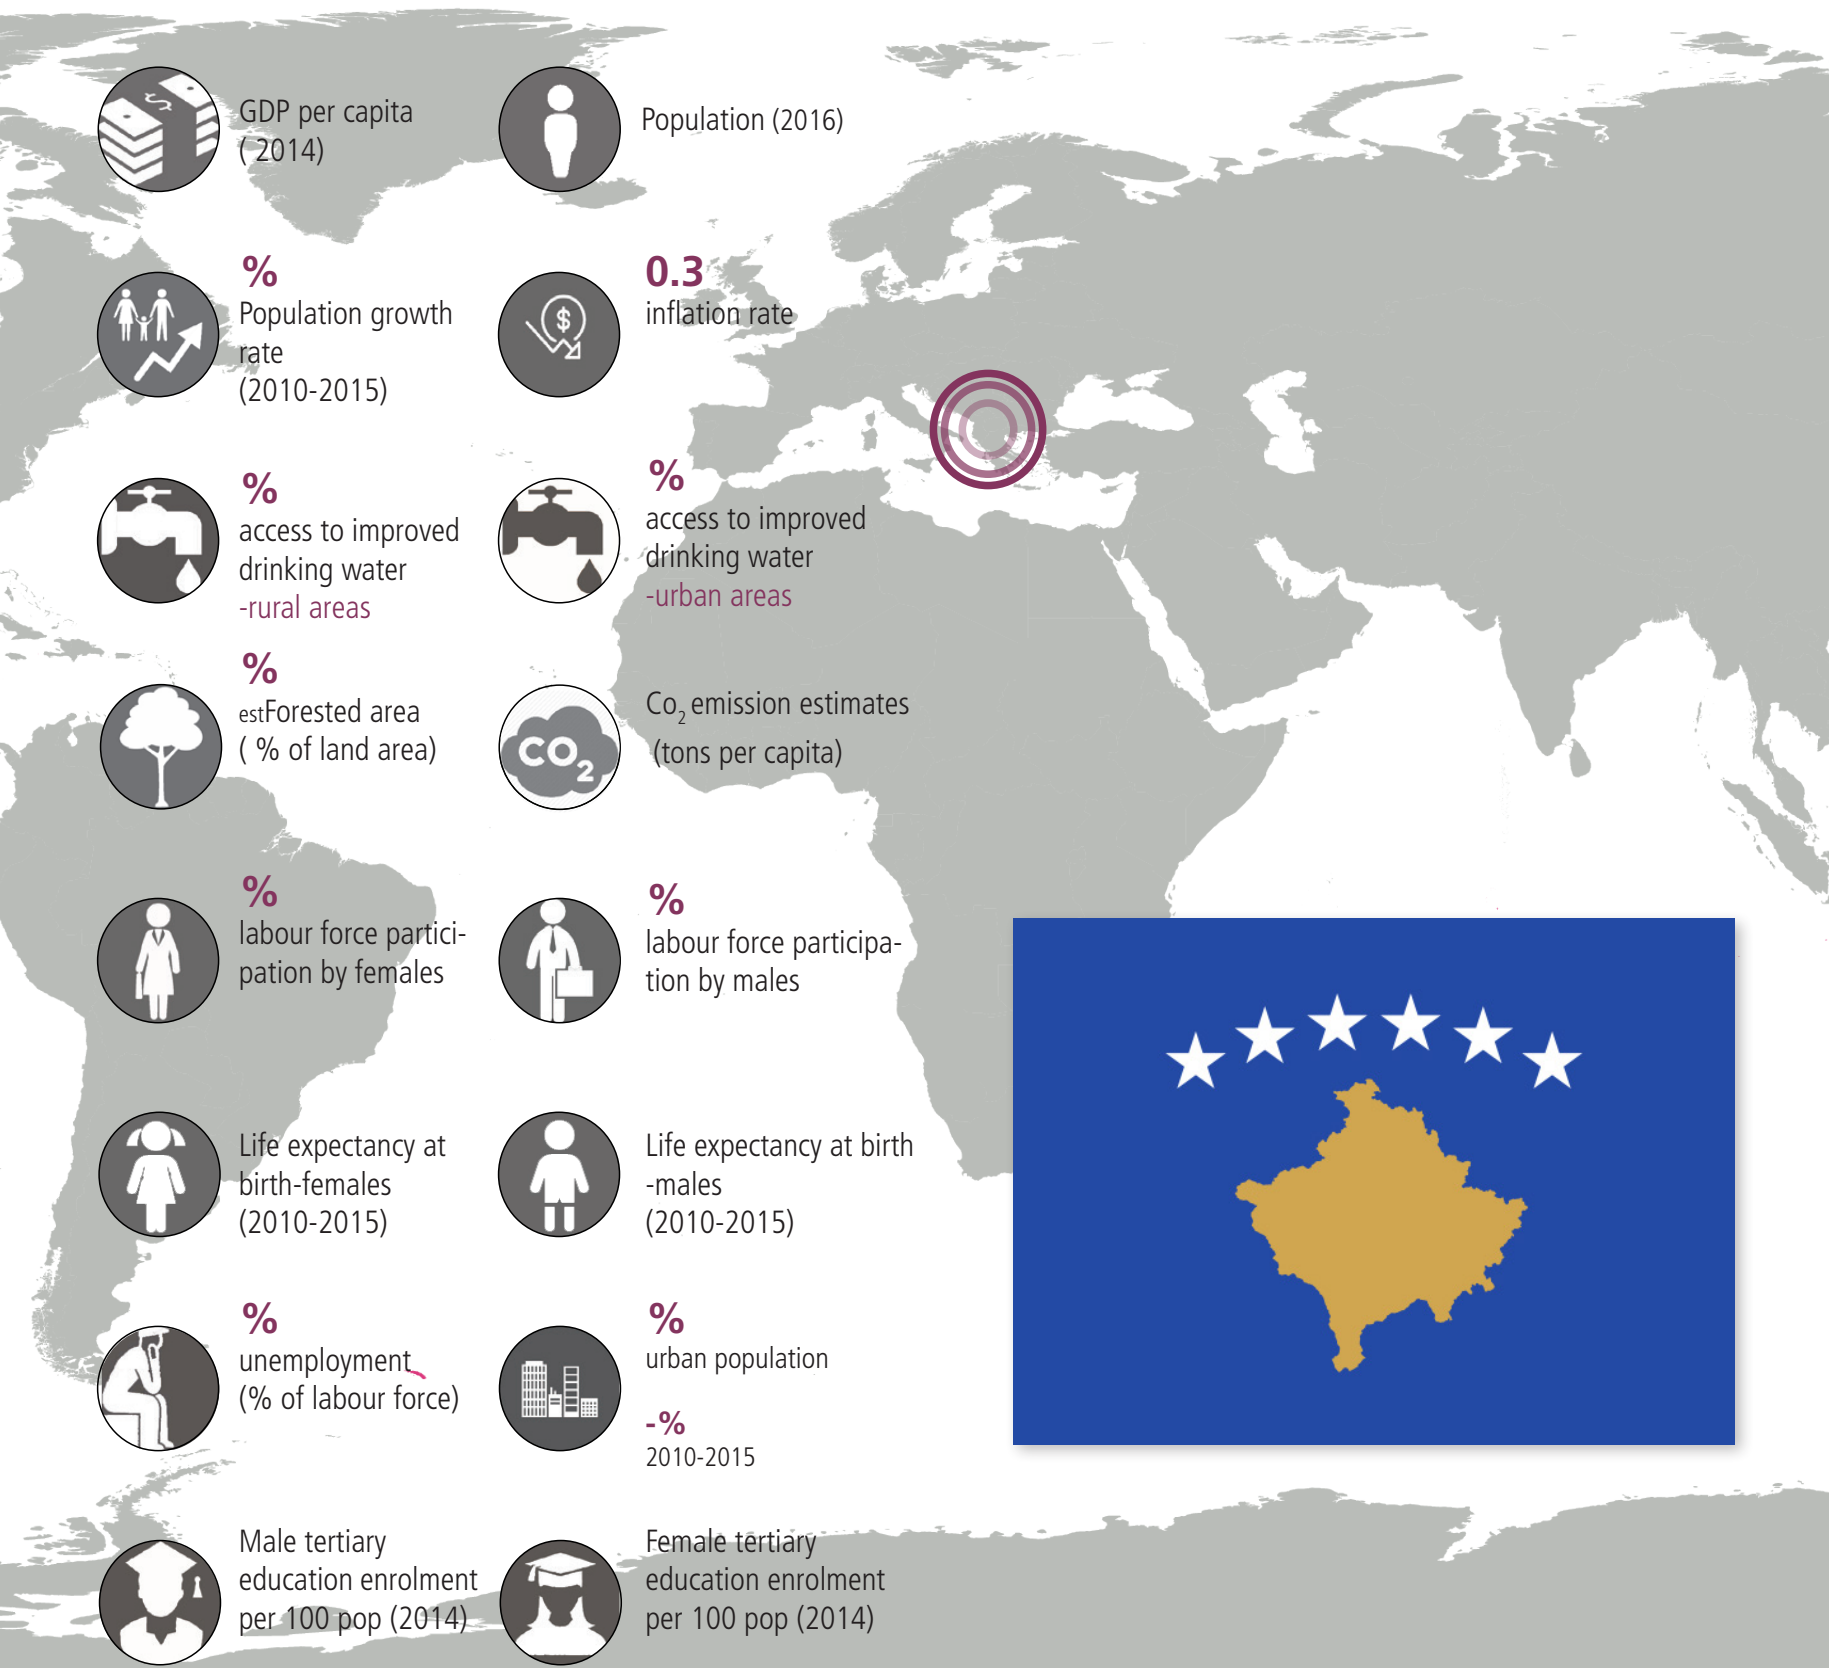 GDP per capita
( 2014)
Population (2016)
%
Population growth
rate
(2010-2015)
0.3
inflation rate
%
access to improved
drinking water
-rural areas
%
access to improved
drinking water
-urban areas
%
estForested area
( % of land area)
Co₂ emission estimates
(tons per capita)
CO₂
%
labour force partici-
pation by females
%
labour force participa-
tion by males
Life expectancy at
birth-females
(2010-2015)
Life expectancy at birth
-males
(2010-2015)
%
unemployment
(% of labour force)
%
urban population
-%
2010-2015
Male tertiary
education enrolment
per 100 pop (2014)
Female tertiary
education enrolment
per 100 pop (2014)